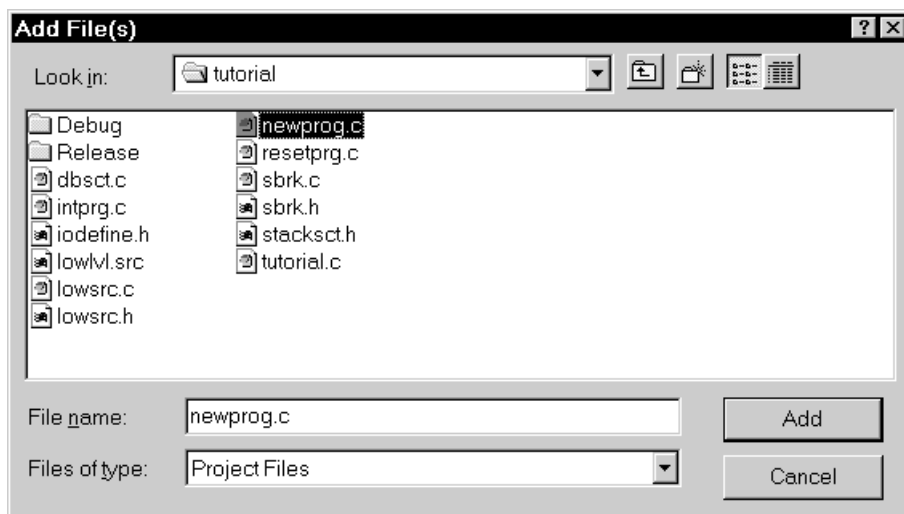 Add File(s)
Look in: tutorial
Debug
Release
dbsct.c
intprg.c
iodefine.h
lowlvl.src
lowsrc.c
lowsrc.h
newprog.c
resetprg.c
sbrk.c
sbrk.h
stacksct.h
tutorial.c
File name: newprog.c Add
Files of type: Project Files Cancel